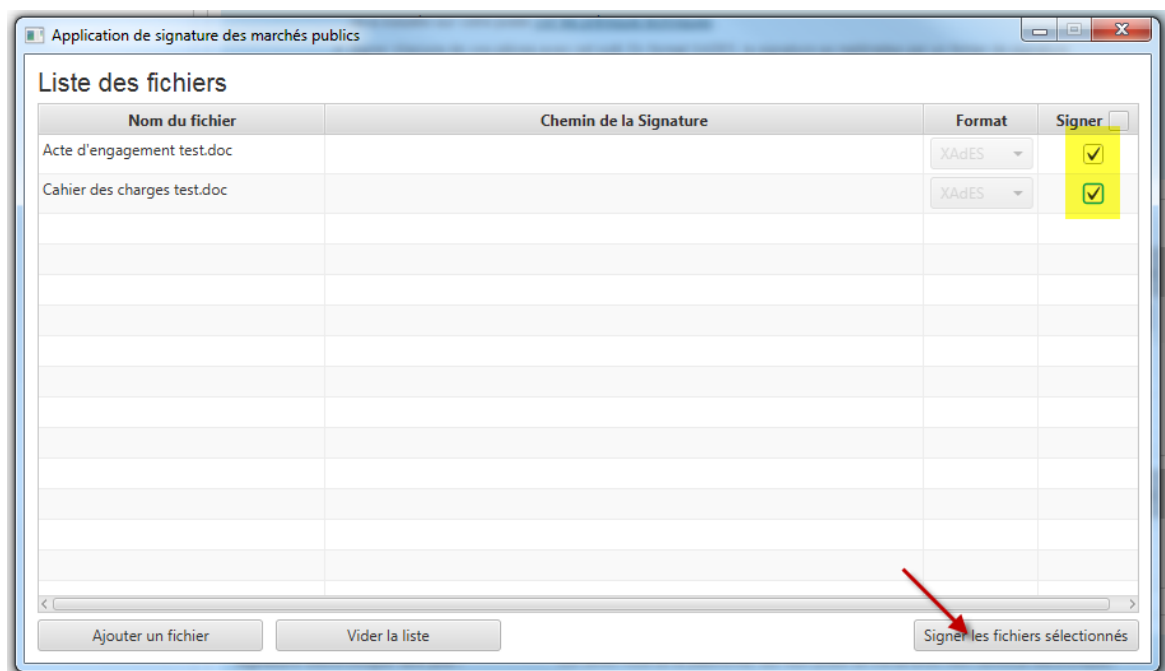 Application de signature des marchés publics
Liste des fichiers
Nom du fichier Chemin de la Signature Format Signer
Acte d'engagement test.doc XAdES
Cahier des charges test.doc XAdES
Ajouter un fichier Vider la liste Signer les fichiers sélectionnés